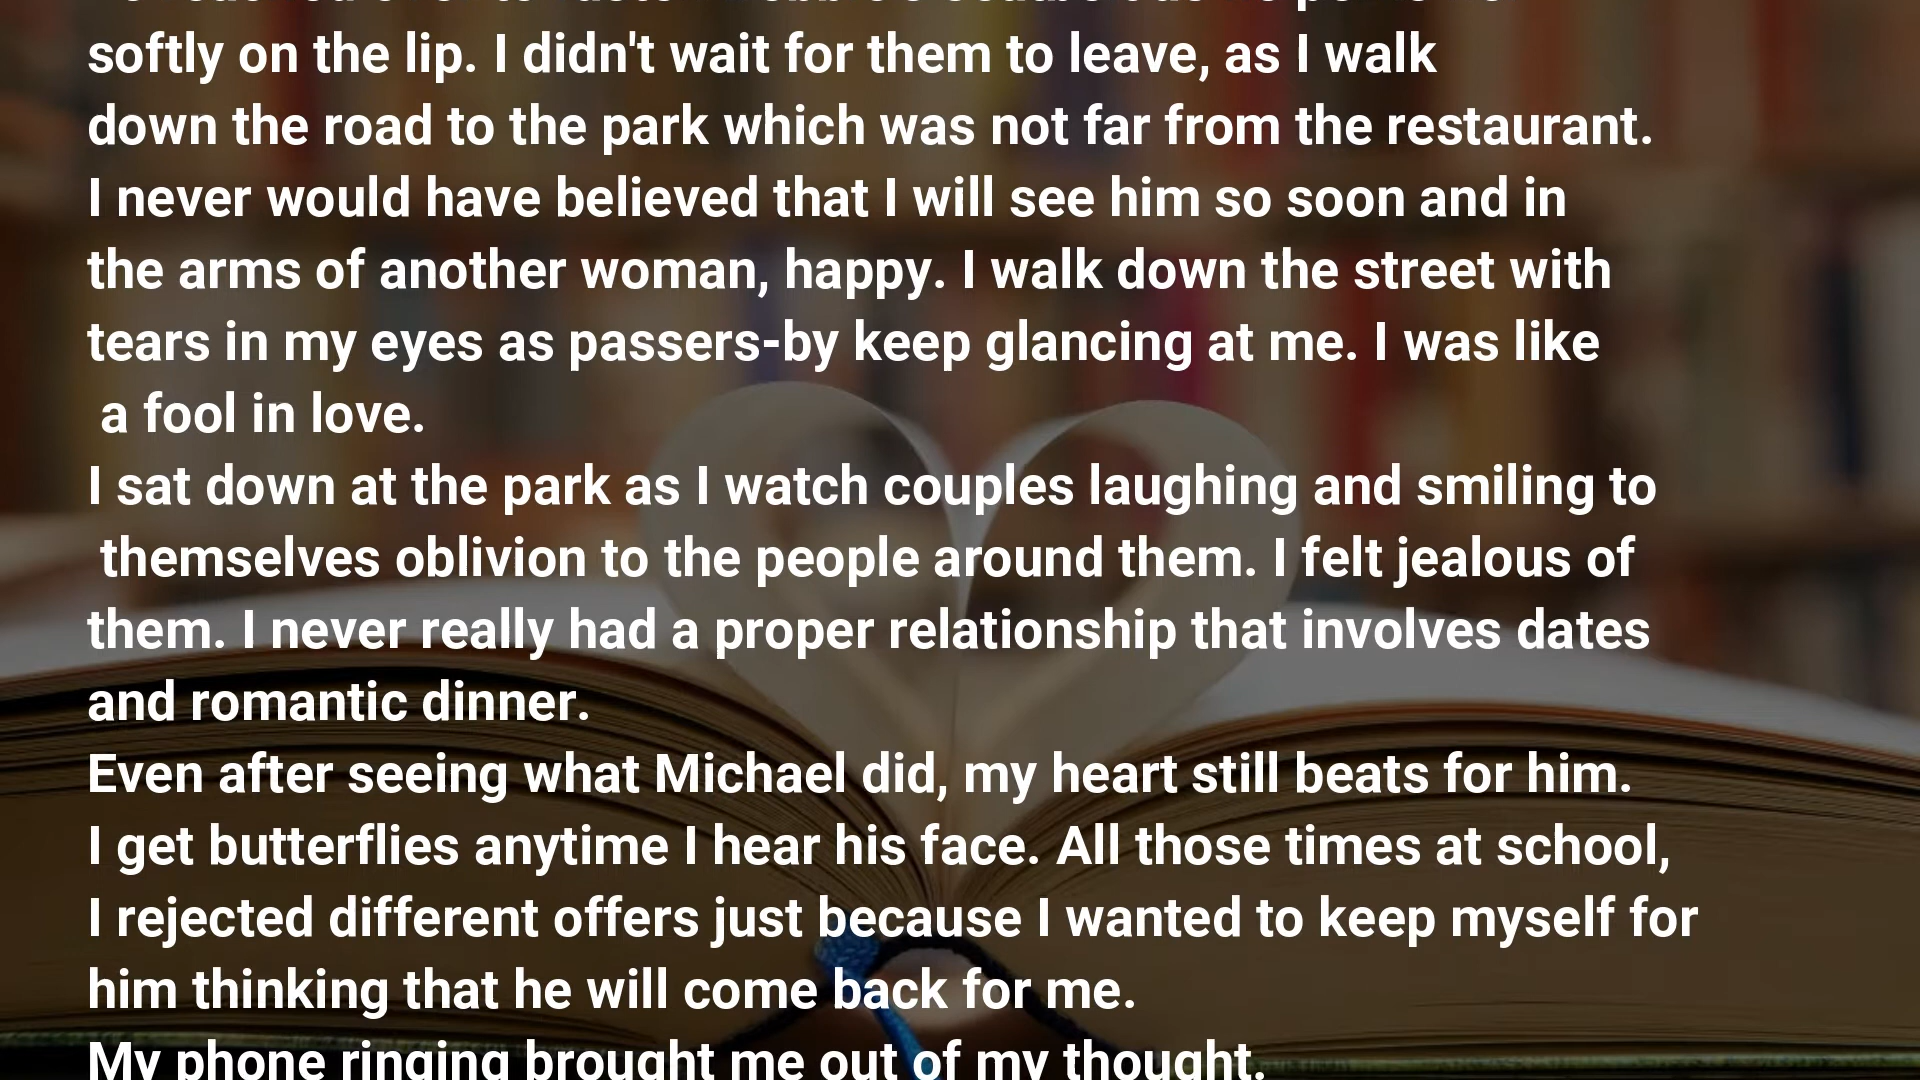 softly on the lip. I didn't wait for them to leave, as I walk
down the road to the park which was not far from the restaurant.
I never would have believed that I will see him so soon and in
the arms of another woman, happy. I walk down the street with
tears in my eyes as passers-by keep glancing at me. I was like
a fool in love.
I sat down at the park as I watch couples laughing and smiling to
themselves oblivion to the people around them. I felt jealous of
them. I never really had a proper relationship that involves dates
and romantic dinner.
Even after seeing what Michael did, my heart still beats for him.
I get butterflies anytime I hear his face. All those times at school,
I rejected different offers just because I wanted to keep myself for
him thinking that he will come back for me.
My phone ringing brought me out of my thought.